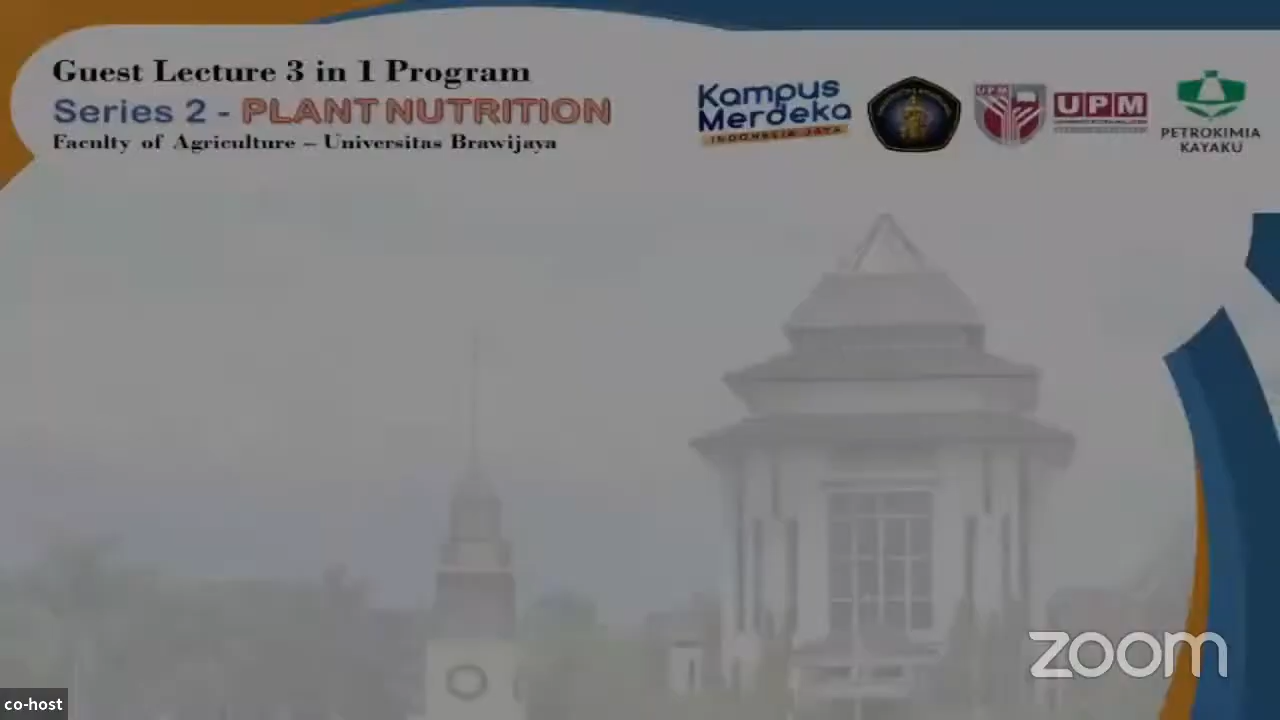 Guest Lecture 3 in 1 Program
Series 2 - PLANT NUTRITION
Faculty of Agriculture – Universitas Brawijaya
Kampus
Merdeka
INDONESIA JAYA
UPM
UPM
PETROKIMIA
KAYAKU
zoom
co-host